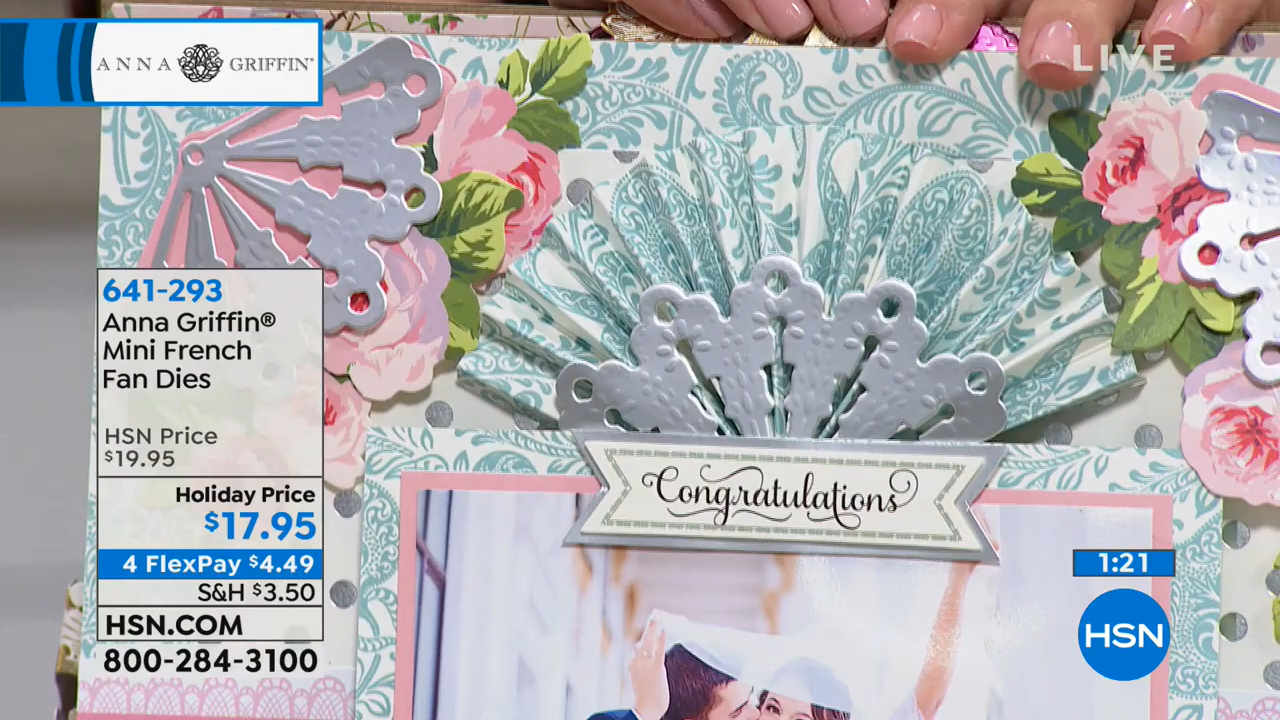 ANNA GRIFFIN®
LIVE
641-293
Anna Griffin®
Mini French
Fan Dies
HSN Price
$19.95
Holiday Price
$17.95
4 FlexPay $4.49
S&H $3.50
HSN.COM
800-284-3100
Congratulations
1:21
HSN